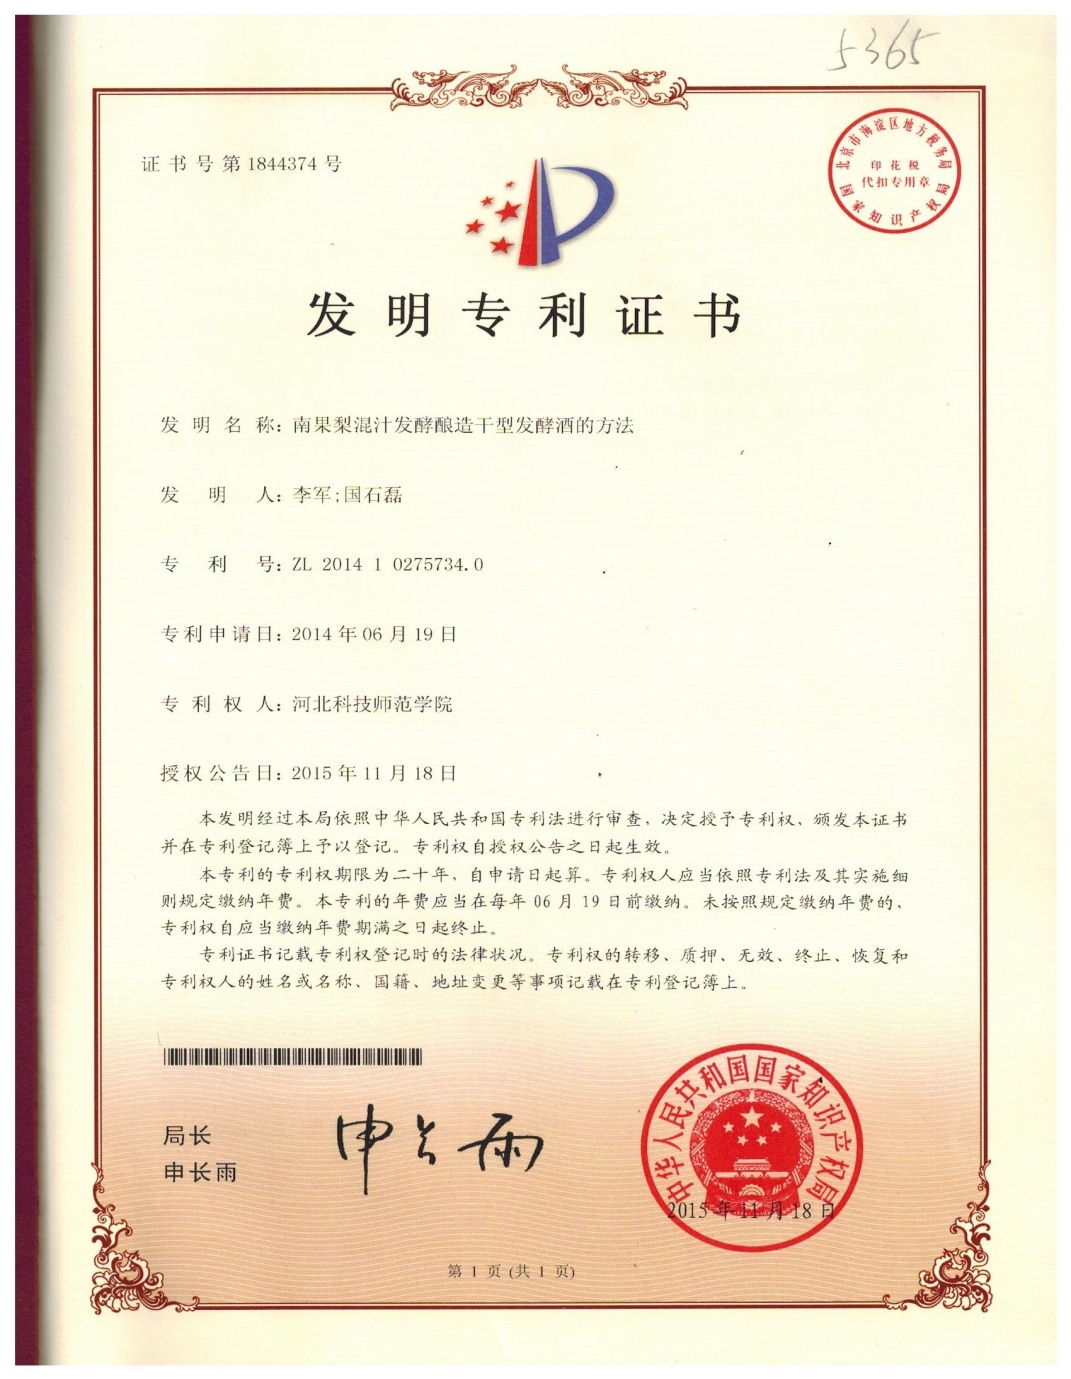 5365
证书号第1844374号
北京市海淀区地方税务局
印花税
代扣专用章
国家知识产权局
发明专利证书
发明名称：南果梨混汁发酵酿造干型发酵酒的方法
发明人：李军;国石磊
专利号：ZL 2014 1 0275734.0
专利申请日：2014年06月19日
专利权人：河北科技师范学院
授权公告日：2015年11月18日
本发明经过本局依照中华人民共和国专利法进行审查，决定授予专利权，颁发本证书
并在专利登记簿上予以登记。专利权自授权公告之日起生效。
本专利的专利权期限为二十年，自申请日起算。专利权人应当依照专利法及其实施细
则规定缴纳年费。本专利的年费应当在每年06月19日前缴纳。未按照规定缴纳年费的，
专利权自应当缴纳年费期满之日起终止。
专利证书记载专利权登记时的法律状况。专利权的转移、质押、无效、终止、恢复和
专利权人的姓名或名称、国籍、地址变更等事项记载在专利登记簿上。
局长
申长雨
申长雨
中华人民共和国国家知识产权局
2015年11月18日
第1页(共1页)